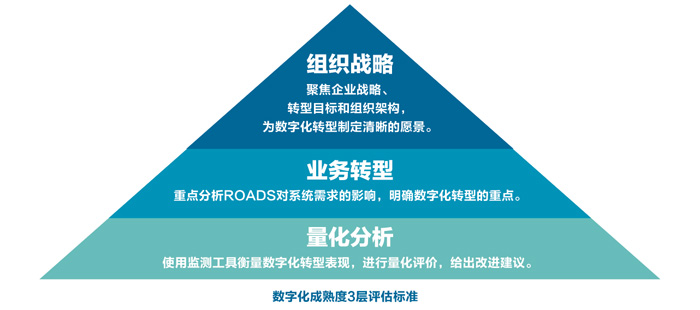 组织战略
聚焦企业战略、
转型目标和组织架构，
为数字化转型制定清晰的愿景。
业务转型
重点分析ROADS对系统需求的影响，明确数字化转型的重点。
量化分析
使用监测工具衡量数字化转型表现，进行量化评价，给出改进建议。
数字化成熟度3层评估标准